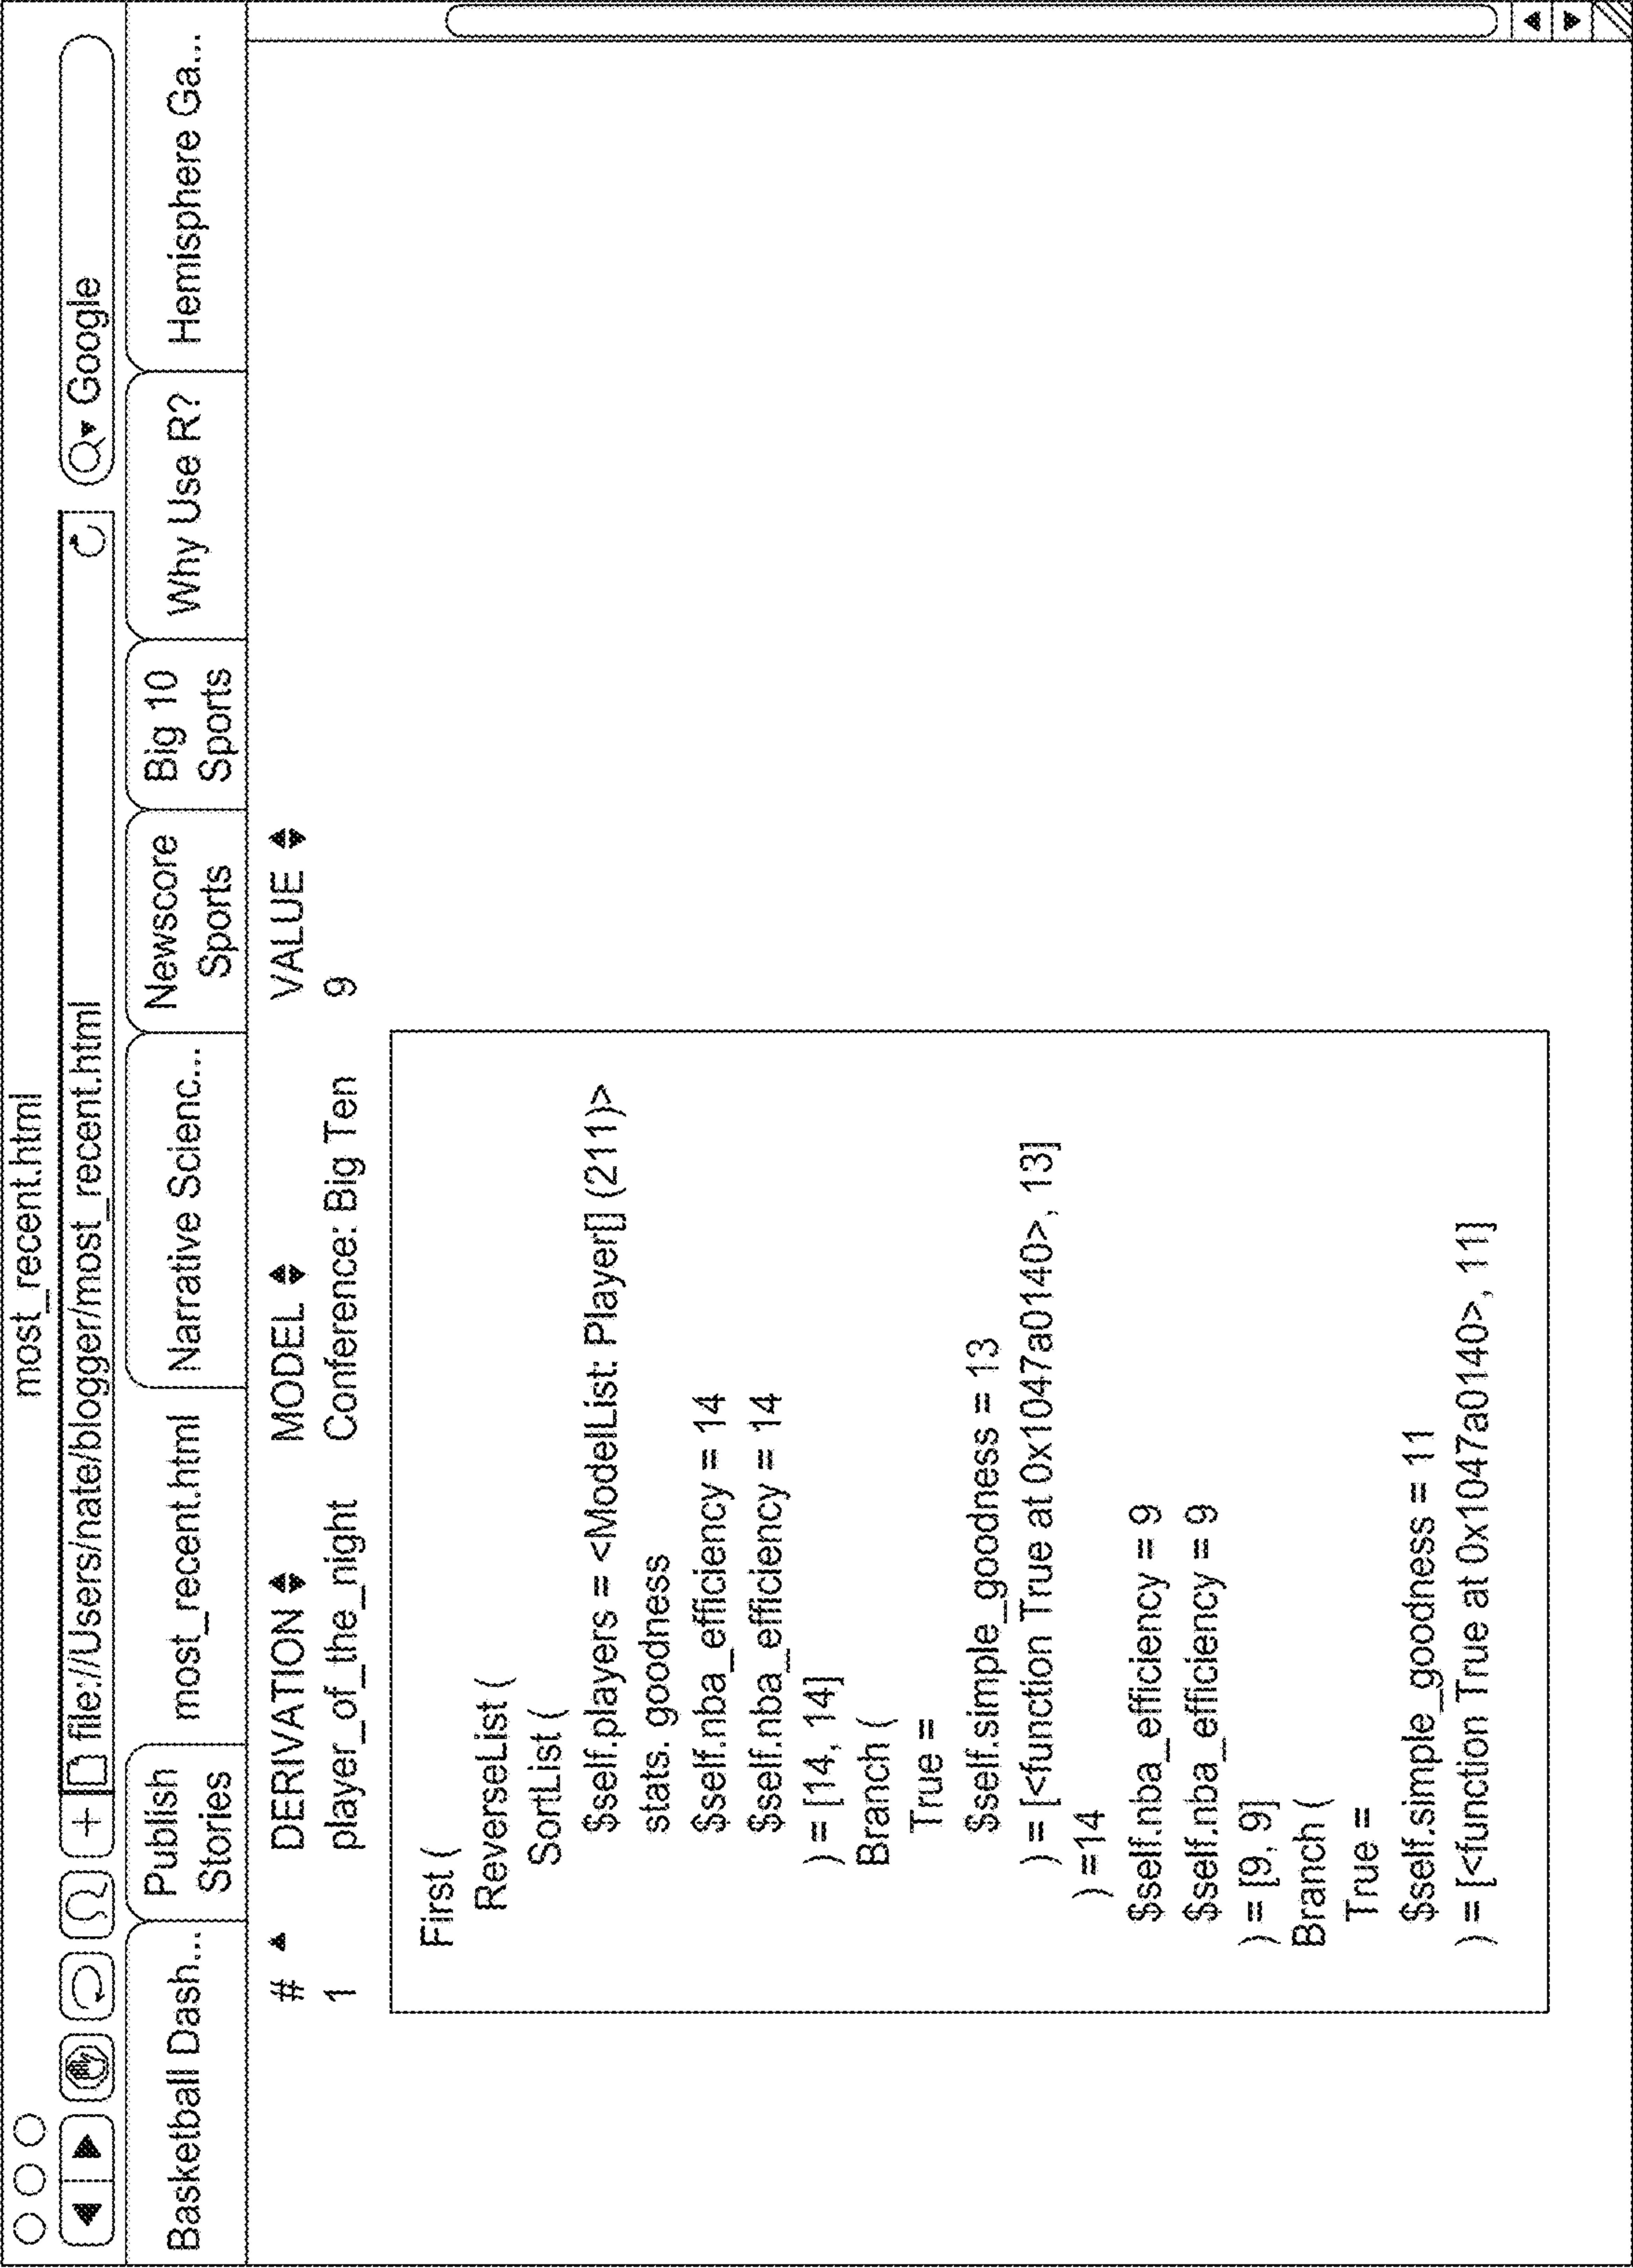 most_recent.html
+ file://Users/nate/blogger/most_recent.html Google
Basketball Dash... Publish Stories most_recent.html Narrative Scienc... Newscore Sports Big 10 Sports Why Use R? Hemisphere Ga...
# DERIVATION MODEL VALUE
1 player_of_the_night Conference: Big Ten 9
First (
ReverseList (
SortList (
$self.players = <ModelList: Player[] (211)>
stats. goodness
$self.nba_efficiency = 14
$self.nba_efficiency = 14
) = [14, 14]
Branch (
True =
$self.simple_goodness = 13
) = [<function True at 0x1047a0140>, 13]
) =14
$self.nba_efficiency = 9
$self.nba_efficiency = 9
) = [9, 9]
Branch (
True =
$self.simple_goodness = 11
) = [<function True at 0x1047a0140>, 11]